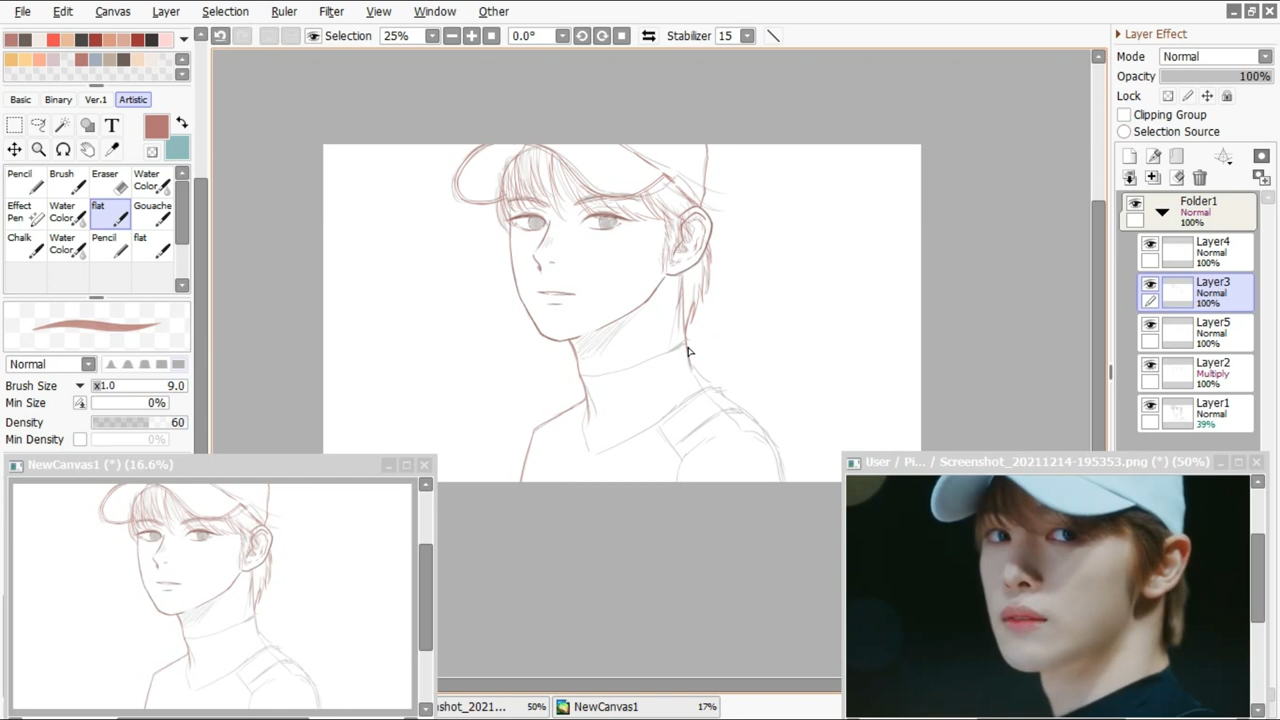 File Edit Canvas Layer Selection Ruler Filter View Window Other
Selection 25% 0.0° Stabilizer 15
Basic Binary Ver.1 Artistic
T
Pencil Brush Eraser Water Color
Effect Pen Water Color flat Gouache
Chalk Water Color Pencil flat
Normal
Brush Size x1.0 9.0
Min Size 0%
Density 60
Min Density 0%
Layer Effect
Mode Normal
Opacity 100%
Lock
Clipping Group
Selection Source
Folder1
Normal
100%
Layer4
Normal
100%
Layer3
Normal
100%
Layer5
Normal
100%
Layer2
Multiply
100%
Layer1
Normal
39%
NewCanvas1 (*) (16.6%)
User / Pi... / Screenshot_20211214-195353.png (*) (50%)
shot_2021... 50% NewCanvas1 17%